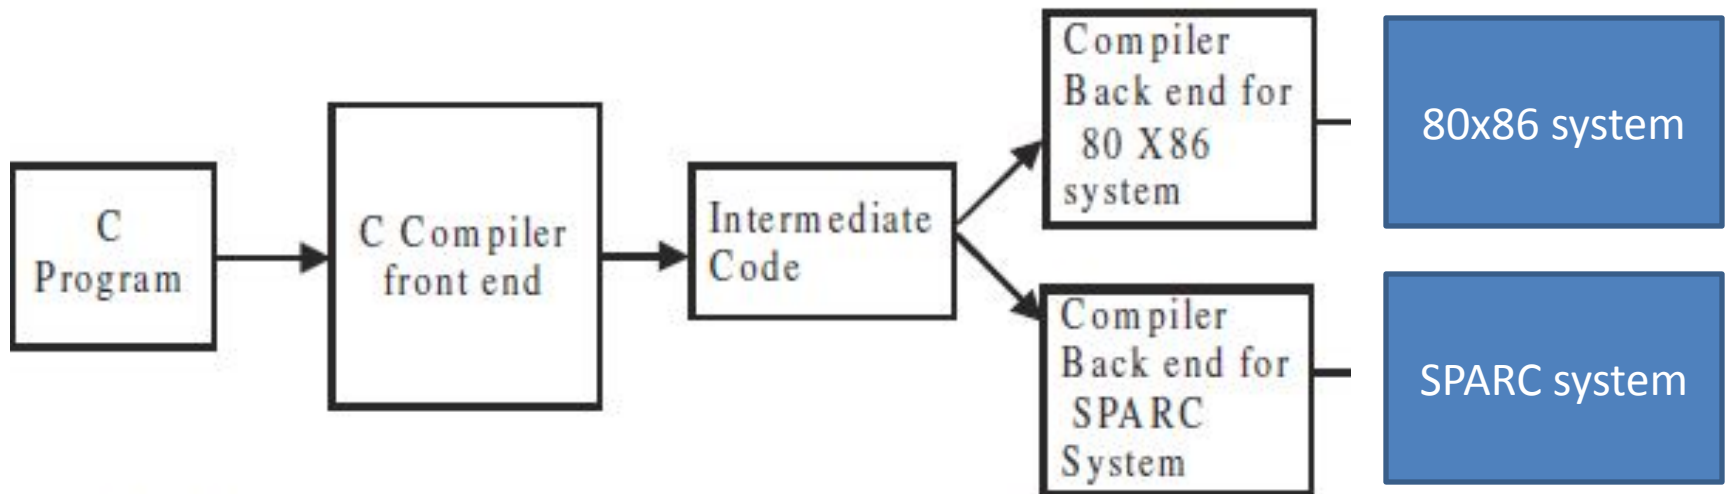 C
Program
C Compiler
front end
Intermediate
Code
Compiler
Back end for
80 X86
system
80x86 system
Compiler
Back end for
SPARC
System
SPARC system